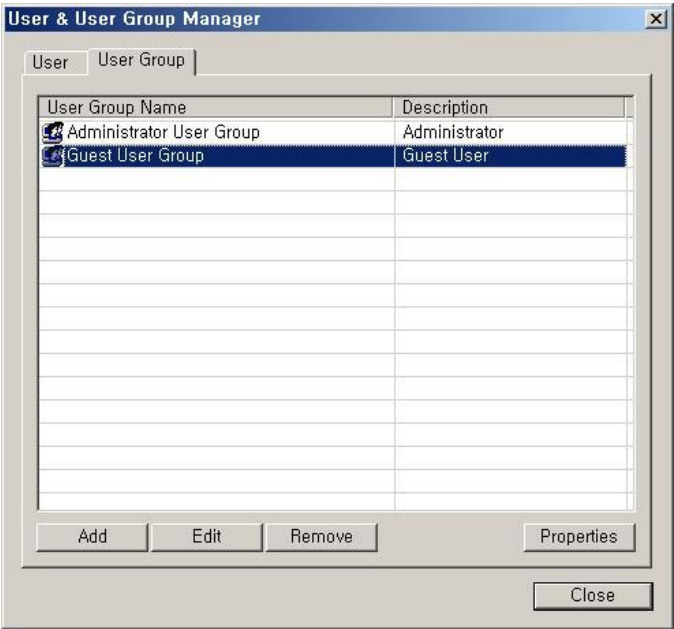 User & User Group Manager
User User Group
User Group Name Description
Administrator User Group Administrator
Guest User Group Guest User
Add Edit Remove Properties
Close